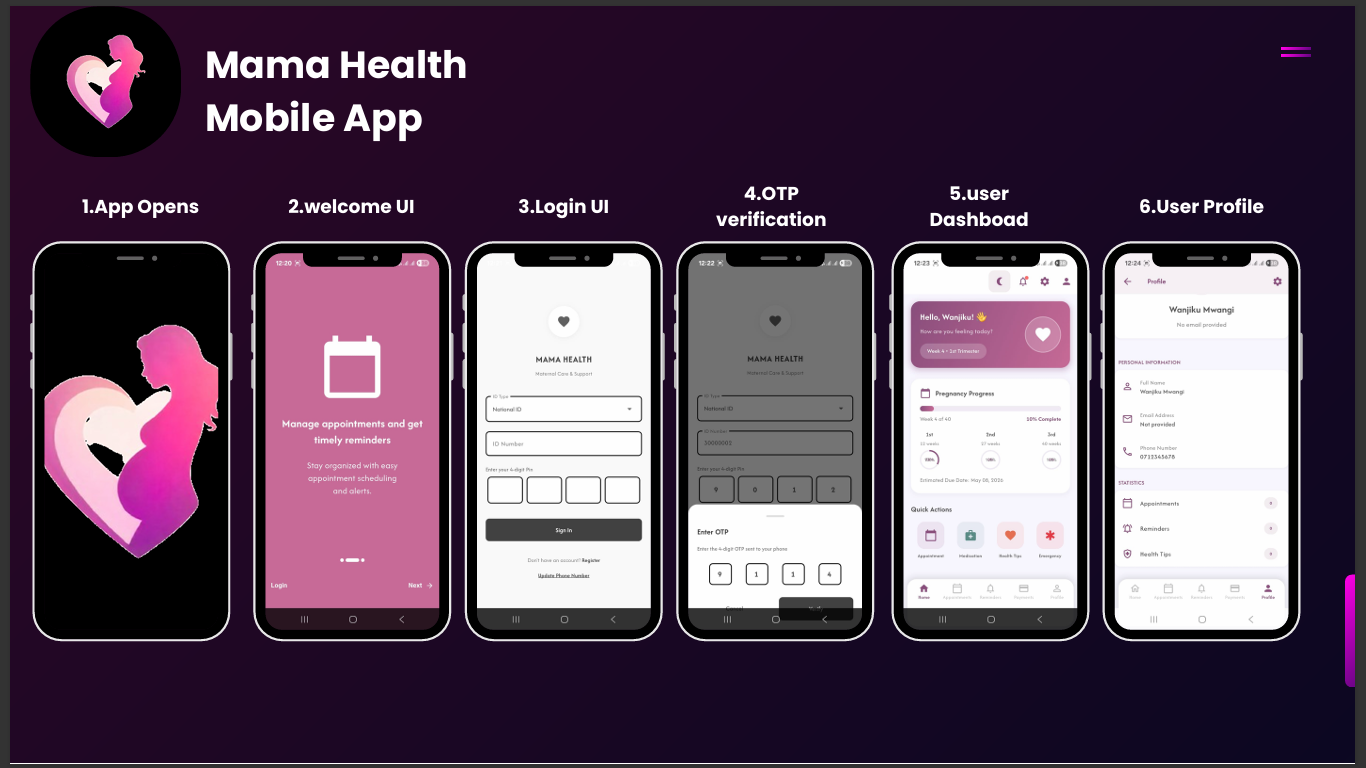 Mama Health
Mobile App
1.App Opens
2.welcome UI
3.Login UI
4.OTP
verification
5.user
Dashboad
6.User Profile
12:20
Manage appointments and get
timely reminders
Stay organized with easy
appointment scheduling
and alerts.
Login
Next →
MAMA HEALTH
Maternal Care & Support
ID Type
National ID
ID Number
Enter your 4-digit Pin
Sign In
Don't have an account? Register
Update Phone Number
12:22
MAMA HEALTH
Maternal Care & Support
ID Type
National ID
ID Number
30000003
Enter your 4-digit Pin
9 0 1 2
Enter OTP
Enter the 4-digit OTP sent to your phone
9 1 1 4
Cancel
12:23
Hello, Wanjiku! 👋
How are you feeling today?
Week 4 • 1st Trimester
Pregnancy Progress
Week 4 of 40
10% Complete
1st 2nd 3rd
Estimated Due Date: May 08, 2026
Quick Actions
Appointment Medication Health Tips Emergency
Home Appointments Reminders Payments Profile
12:24
Profile
Wanjiku Mwangi
No email provided
PERSONAL INFORMATION
Full Name
Wanjiku Mwangi
Email Address
Not provided
Phone Number
0712345678
STATISTICS
Appointments
Reminders
Health Tips
Home Appointments Reminders Payments Profile